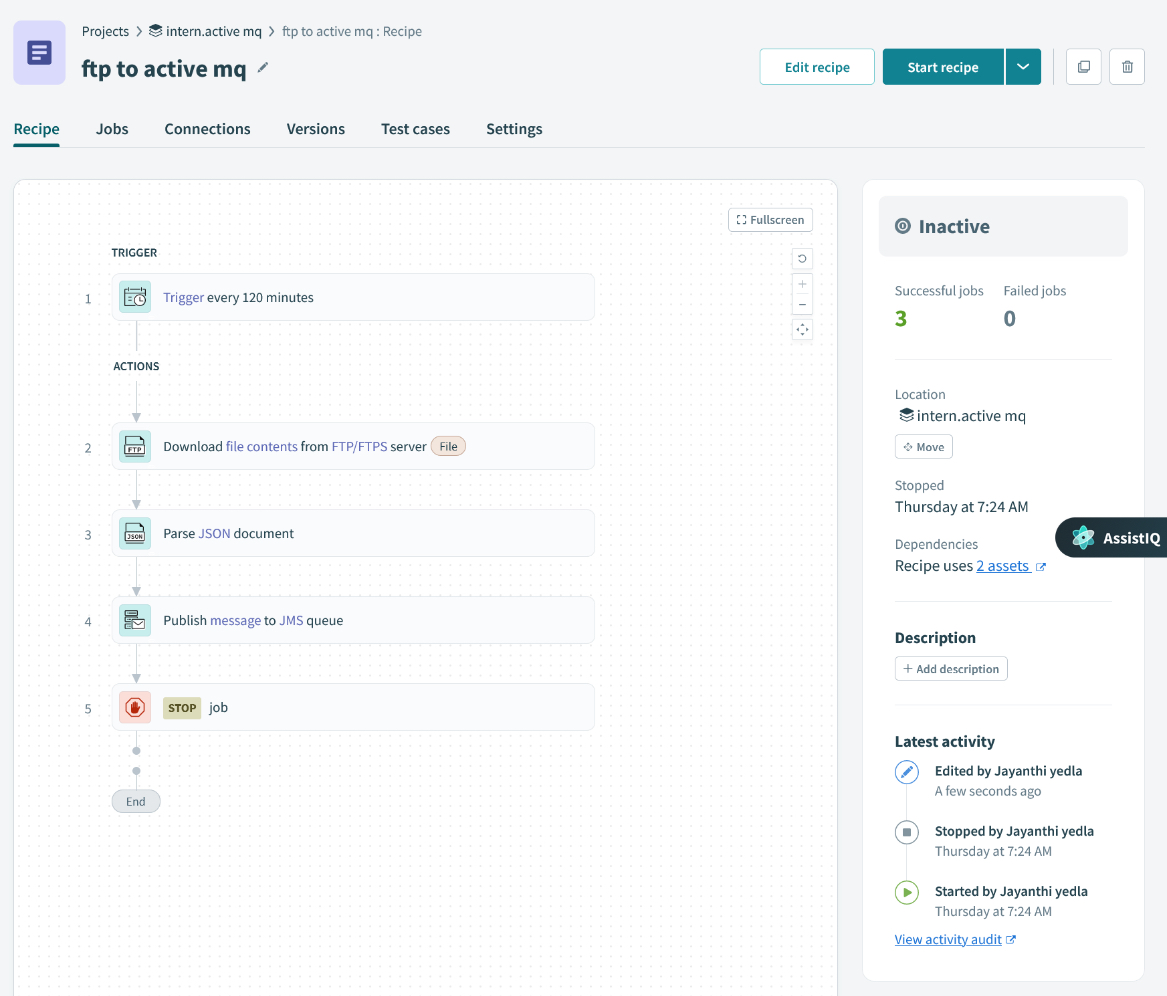 Projects > intern.active mq > ftp to active mq : Recipe
ftp to active mq
Edit recipe
Start recipe
Recipe Jobs Connections Versions Test cases Settings
Fullscreen
TRIGGER
1 Trigger every 120 minutes
ACTIONS
2 FTP Download file contents from FTP/FTPS server File
3 JSON Parse JSON document
4 Publish message to JMS queue
5 STOP job
End
Inactive
Successful jobs Failed jobs
3 0
Location
intern.active mq
Move
Stopped
Thursday at 7:24 AM
AssistIQ
Dependencies
Recipe uses 2 assets
Description
+ Add description
Latest activity
Edited by Jayanthi yedla
A few seconds ago
Stopped by Jayanthi yedla
Thursday at 7:24 AM
Started by Jayanthi yedla
Thursday at 7:24 AM
View activity audit